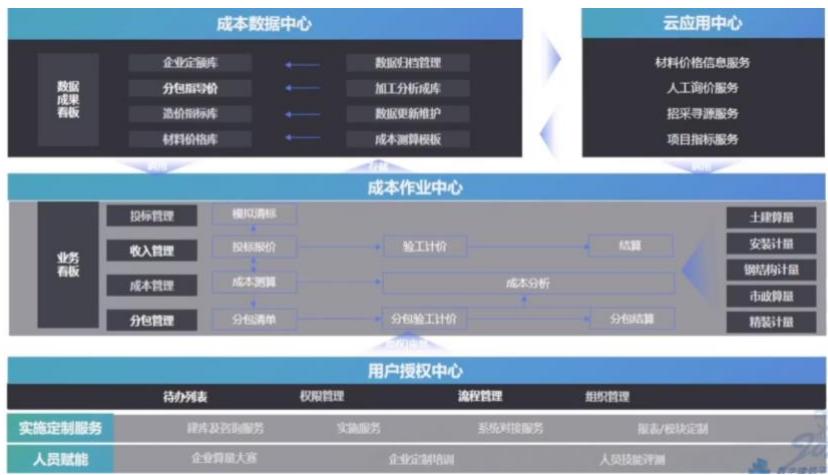 成本数据中心
云应用中心
数据成果看板
企业定额库
数据归档管理
分包指导价
加工分析成库
造价指标库
数据更新维护
材料价格库
成本测算模板
材料价格信息服务
人工询价服务
招采寻源服务
项目指标服务
成本作业中心
业务看板
投标管理
模拟清标
收入管理
投标报价
验工计价
结算
成本管理
成本测算
成本分析
分包管理
分包清单
分包验工计价
分包结算
土建算量
安装计量
钢结构计量
市政算量
精装计量
用户授权中心
待办列表
权限管理
流程管理
组织管理
实施定制服务
建库及咨询服务
实施服务
系统对接服务
报表/模块定制
人员赋能
企业算量大赛
企业定制培训
人员技能评测